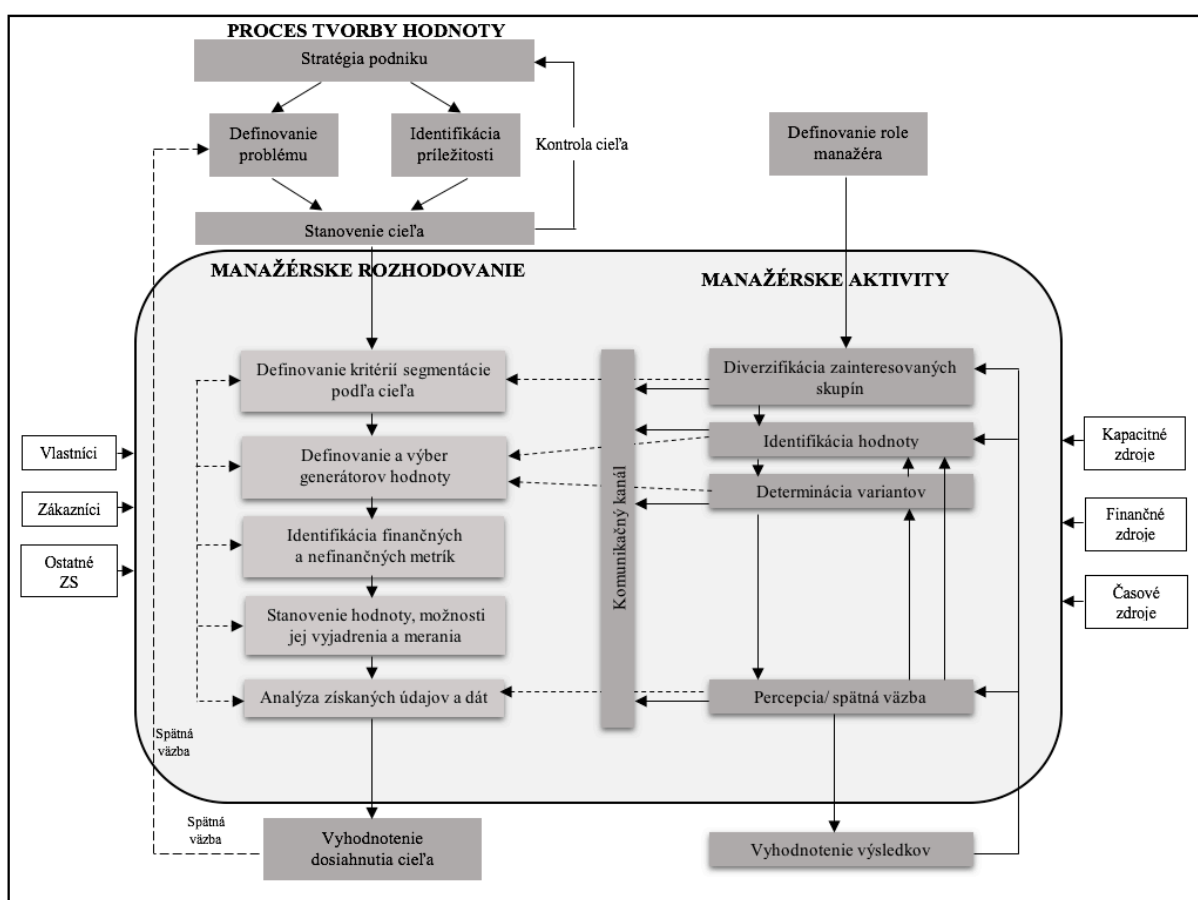 PROCES TVORBY HODNOTY
Stratégia podniku
Definovanie
problému
Identifikácia
príležitosti
Kontrola cieľa
Definovanie role
manažéra
Stanovenie cieľa
MANAŽÉRSKE ROZHODOVANIE
MANAŽÉRSKE AKTIVITY
Definovanie kritérií segmentácie
podľa cieľa
Definovanie a výber
generátorov hodnoty
Identifikácia finančných
a nefinančných metrík
Stanovenie hodnoty, možnosti
jej vyjadrenia a merania
Analýza získaných údajov a dát
Komunikačný kanál
Diverzifikácia zainteresovaných
skupín
Identifikácia hodnoty
Determinácia variantov
Percepcia/ spätná väzba
Vlastníci
Zákazníci
Ostatné
ZS
Kapacitné
zdroje
Finančné
zdroje
Časové
zdroje
Spätná
väzba
Spätná
väzba
Vyhodnotenie
dosiahnutia cieľa
Vyhodnotenie výsledkov